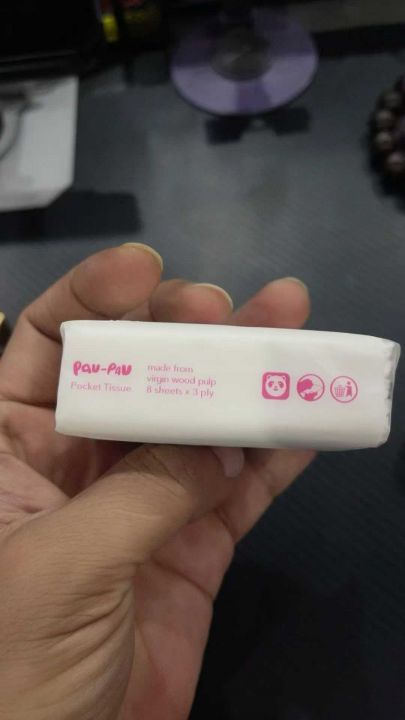 Pau-Pau
Pocket Tissue
made from
virgin wood pulp
8 sheets x 3 ply